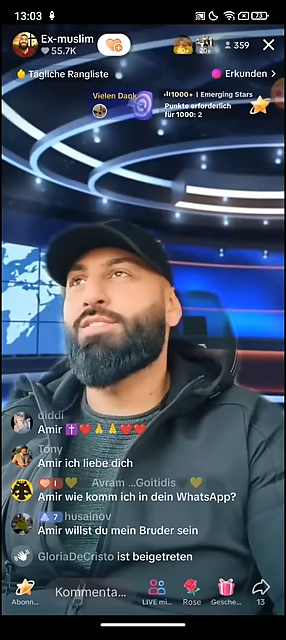 13:03
73
Ex-muslim
55.7K
359
Tägliche Rangliste
Erkunden >
Vielen Dank
1000+ | Emerging Stars
Punkte erforderlich
für 1000: 2
diddi
Amir ✝️❤️🙏🙏❤️❤️
Tony
Amir ich liebe dich
1 Avram ...Goitidis
Amir wie komm ich in dein WhatsApp?
7 husainov
Amir willst du mein Bruder sein
GloriaDeCristo ist beigetreten
Abonn...
Kommenta...
LIVE mi...
Rose
Gesche...
13